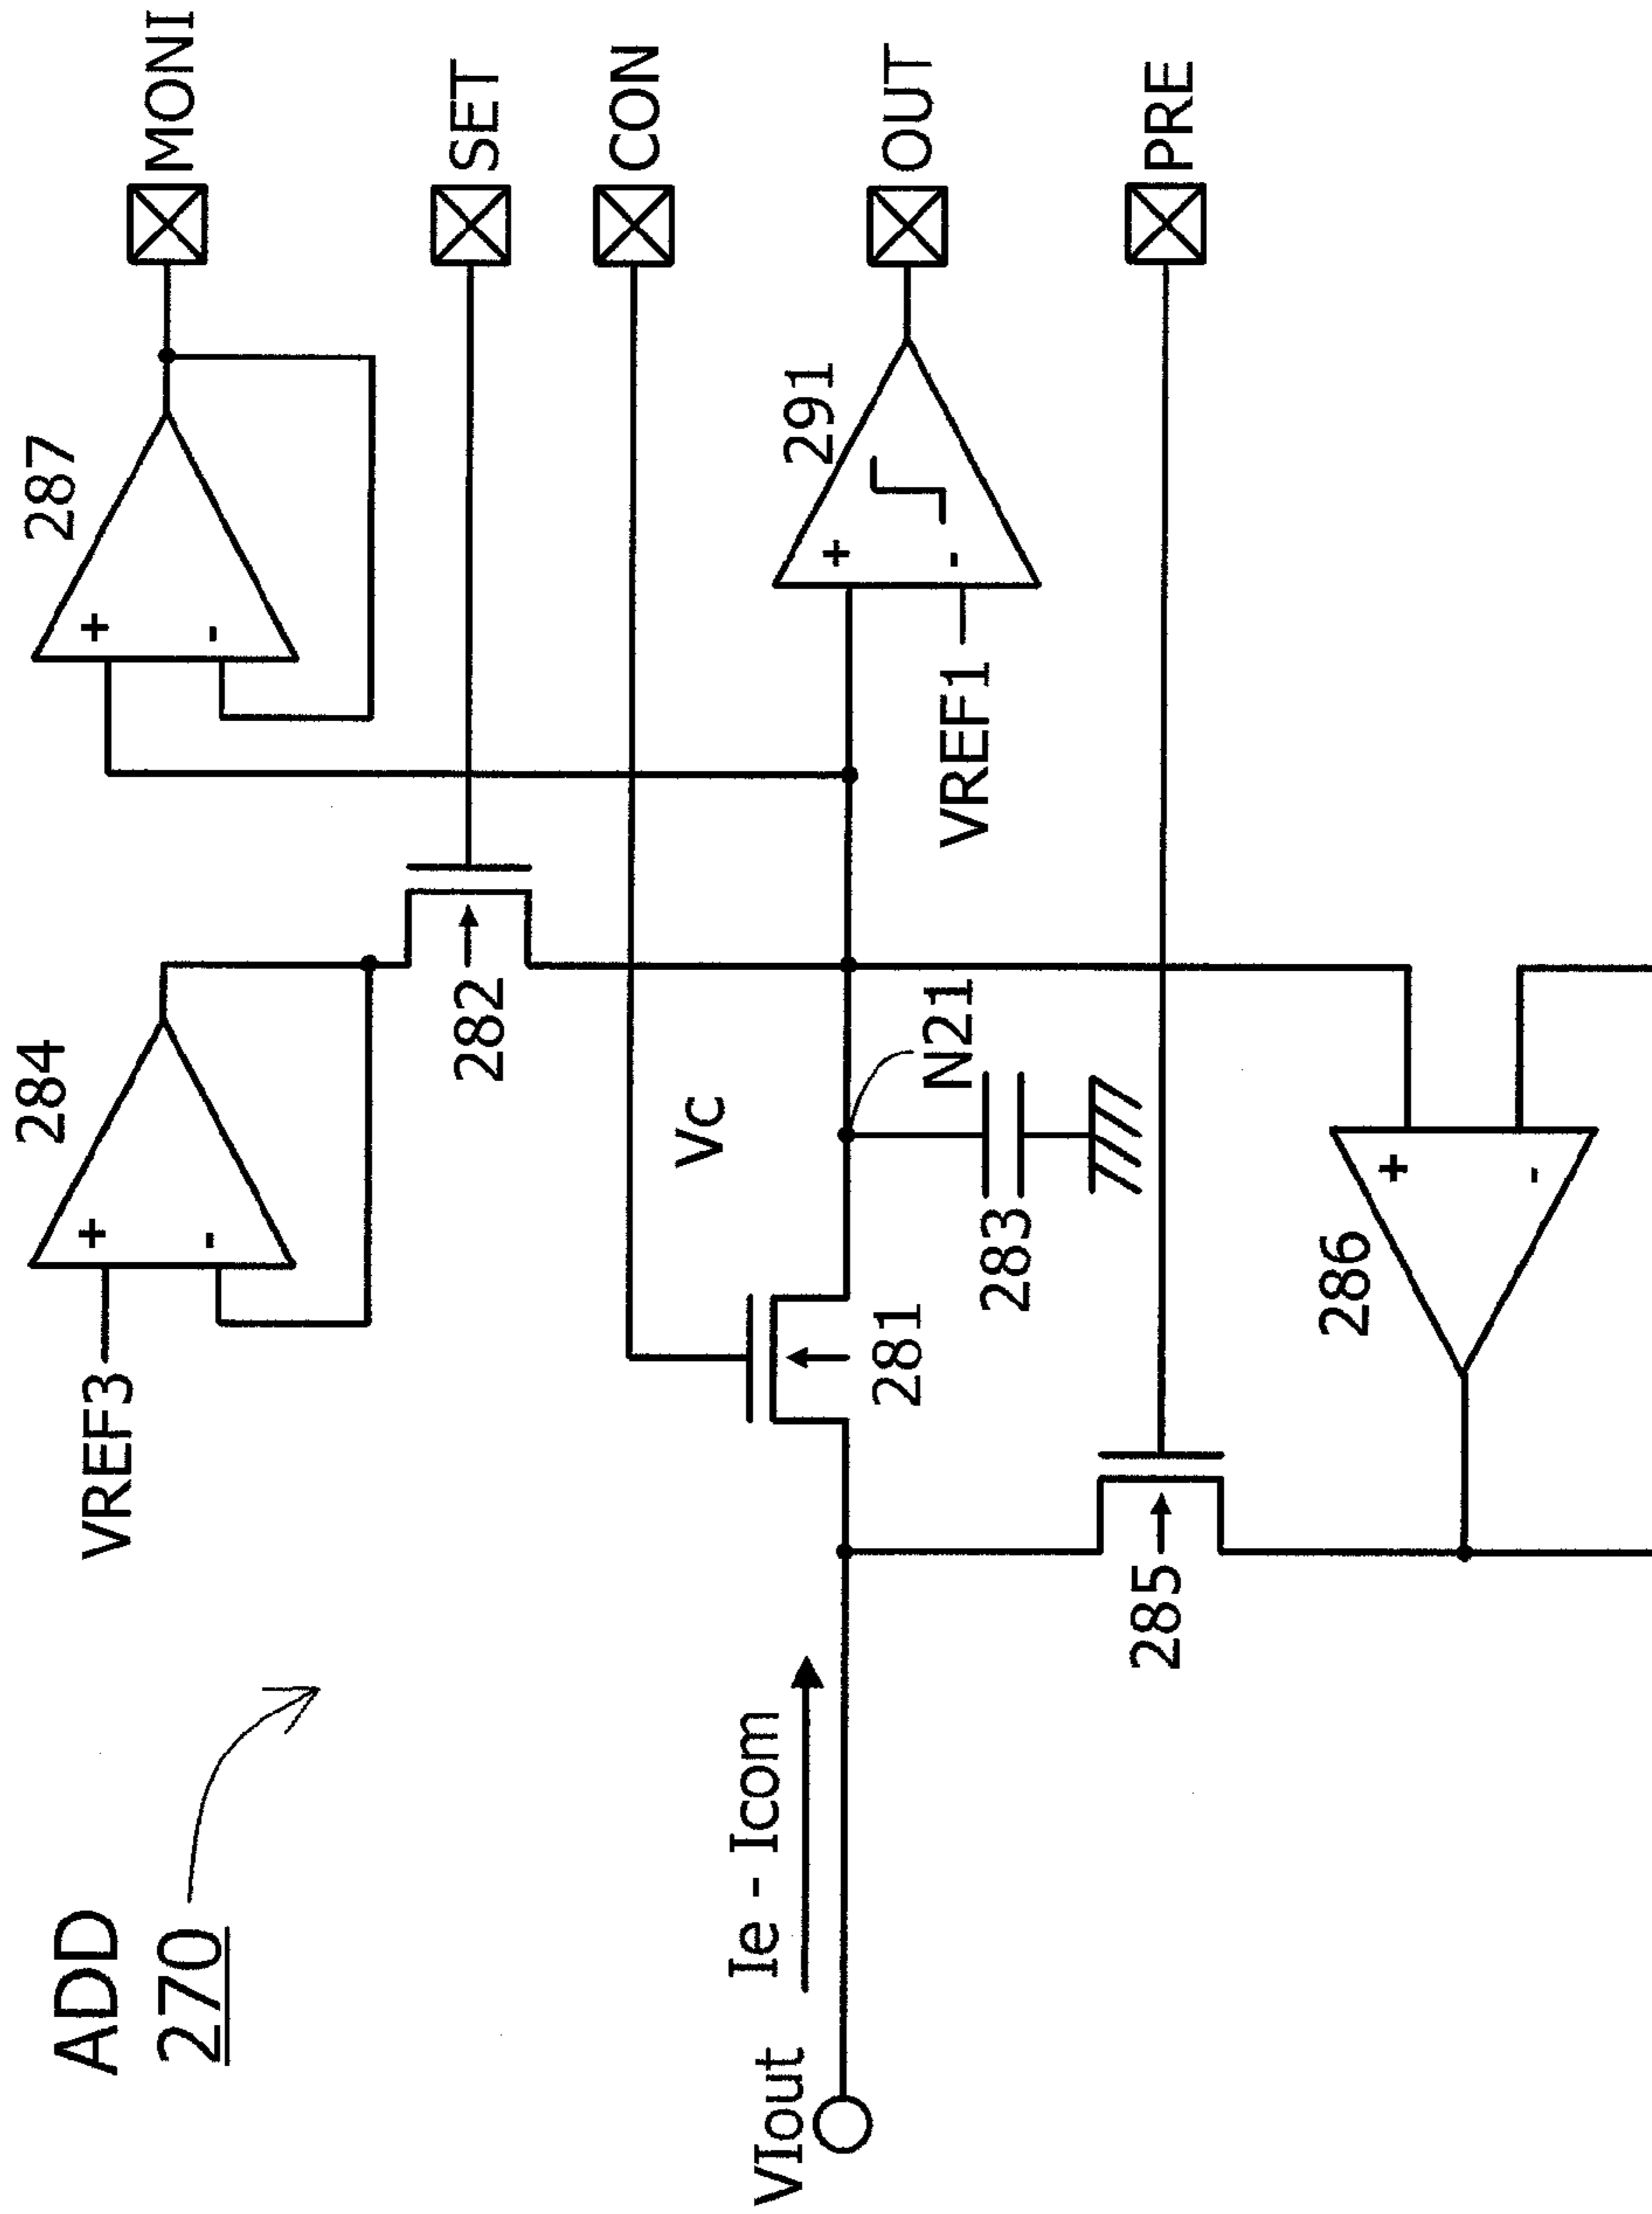 ADD
270
VREF3
+
-
284
+
-
287
MONI
282
SET
CON
Vc
VIout
Ie - Icom
281
N21
283
+
-
291
OUT
VREF1
285
PRE
286
+
-